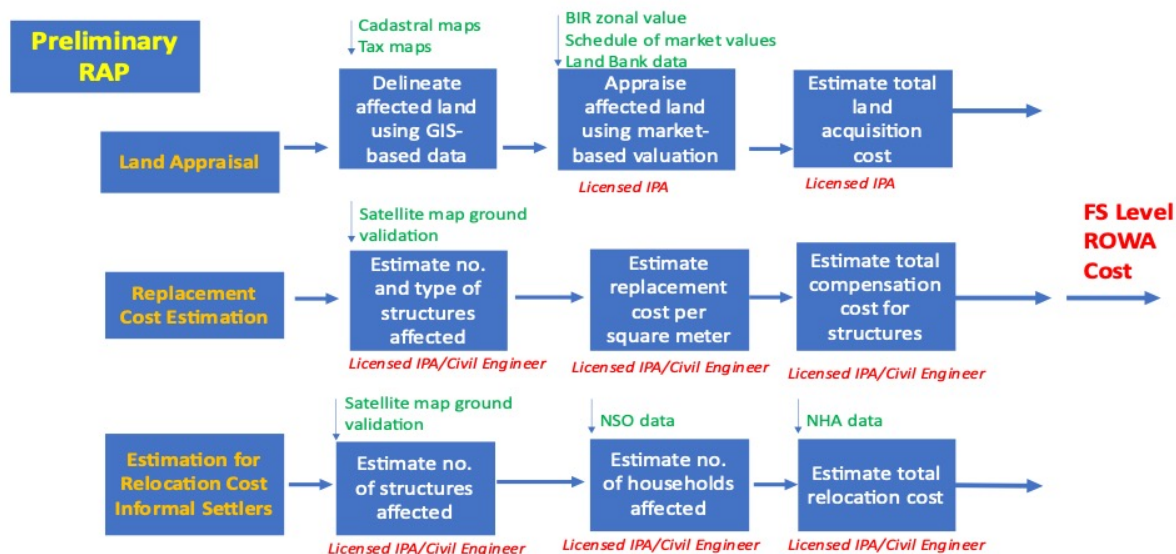 Preliminary
RAP
Cadastral maps
Tax maps
BIR zonal value
Schedule of market values
Land Bank data
Land Appraisal
Delineate
affected land
using GIS-
based data
Appraise
affected land
using market-
based valuation
Licensed IPA
Estimate total
land
acquisition
cost
Licensed IPA
Satellite map ground
validation
Replacement
Cost Estimation
Estimate no.
and type of
structures
affected
Licensed IPA/Civil Engineer
Estimate
replacement
cost per
square meter
Licensed IPA/Civil Engineer
Estimate total
compensation
cost for
structures
Licensed IPA/Civil Engineer
FS Level
ROWA
Cost
Satellite map ground
validation
NSO data
NHA data
Estimation for
Relocation Cost
Informal Settlers
Estimate no.
of structures
affected
Licensed IPA/Civil Engineer
Estimate no.
of households
affected
Licensed IPA/Civil Engineer
Estimate total
relocation cost
Licensed IPA/Civil Engineer